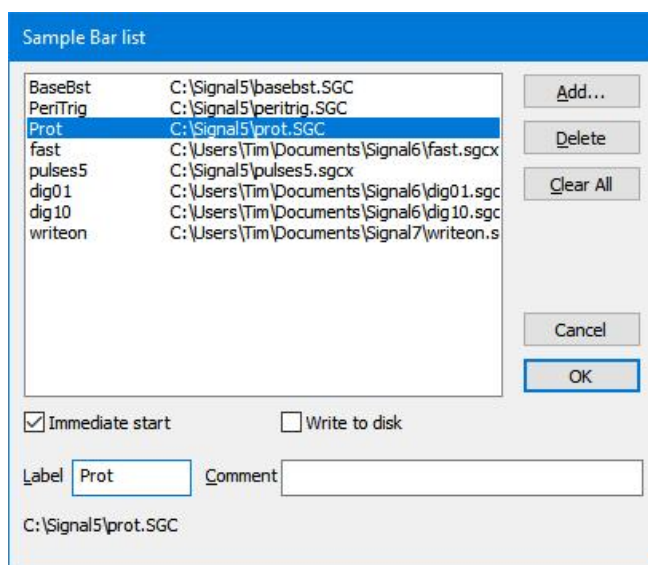 Sample Bar list
BaseBst C:\Signal5\basebst.SGC
PeriTrig C:\Signal5\peritrig.SGC
Prot C:\Signal5\prot.SGC
fast C:\Users\Tim\Documents\Signal6\fast.sgcx
pulses5 C:\Signal5\pulses5.sgcx
dig01 C:\Users\Tim\Documents\Signal6\dig01.sgc
dig10 C:\Users\Tim\Documents\Signal6\dig10.sgc
writeon C:\Users\Tim\Documents\Signal7\writeon.s
Add...
Delete
Clear All
Cancel
OK
Immediate start Write to disk
Label Prot Comment
C:\Signal5\prot.SGC